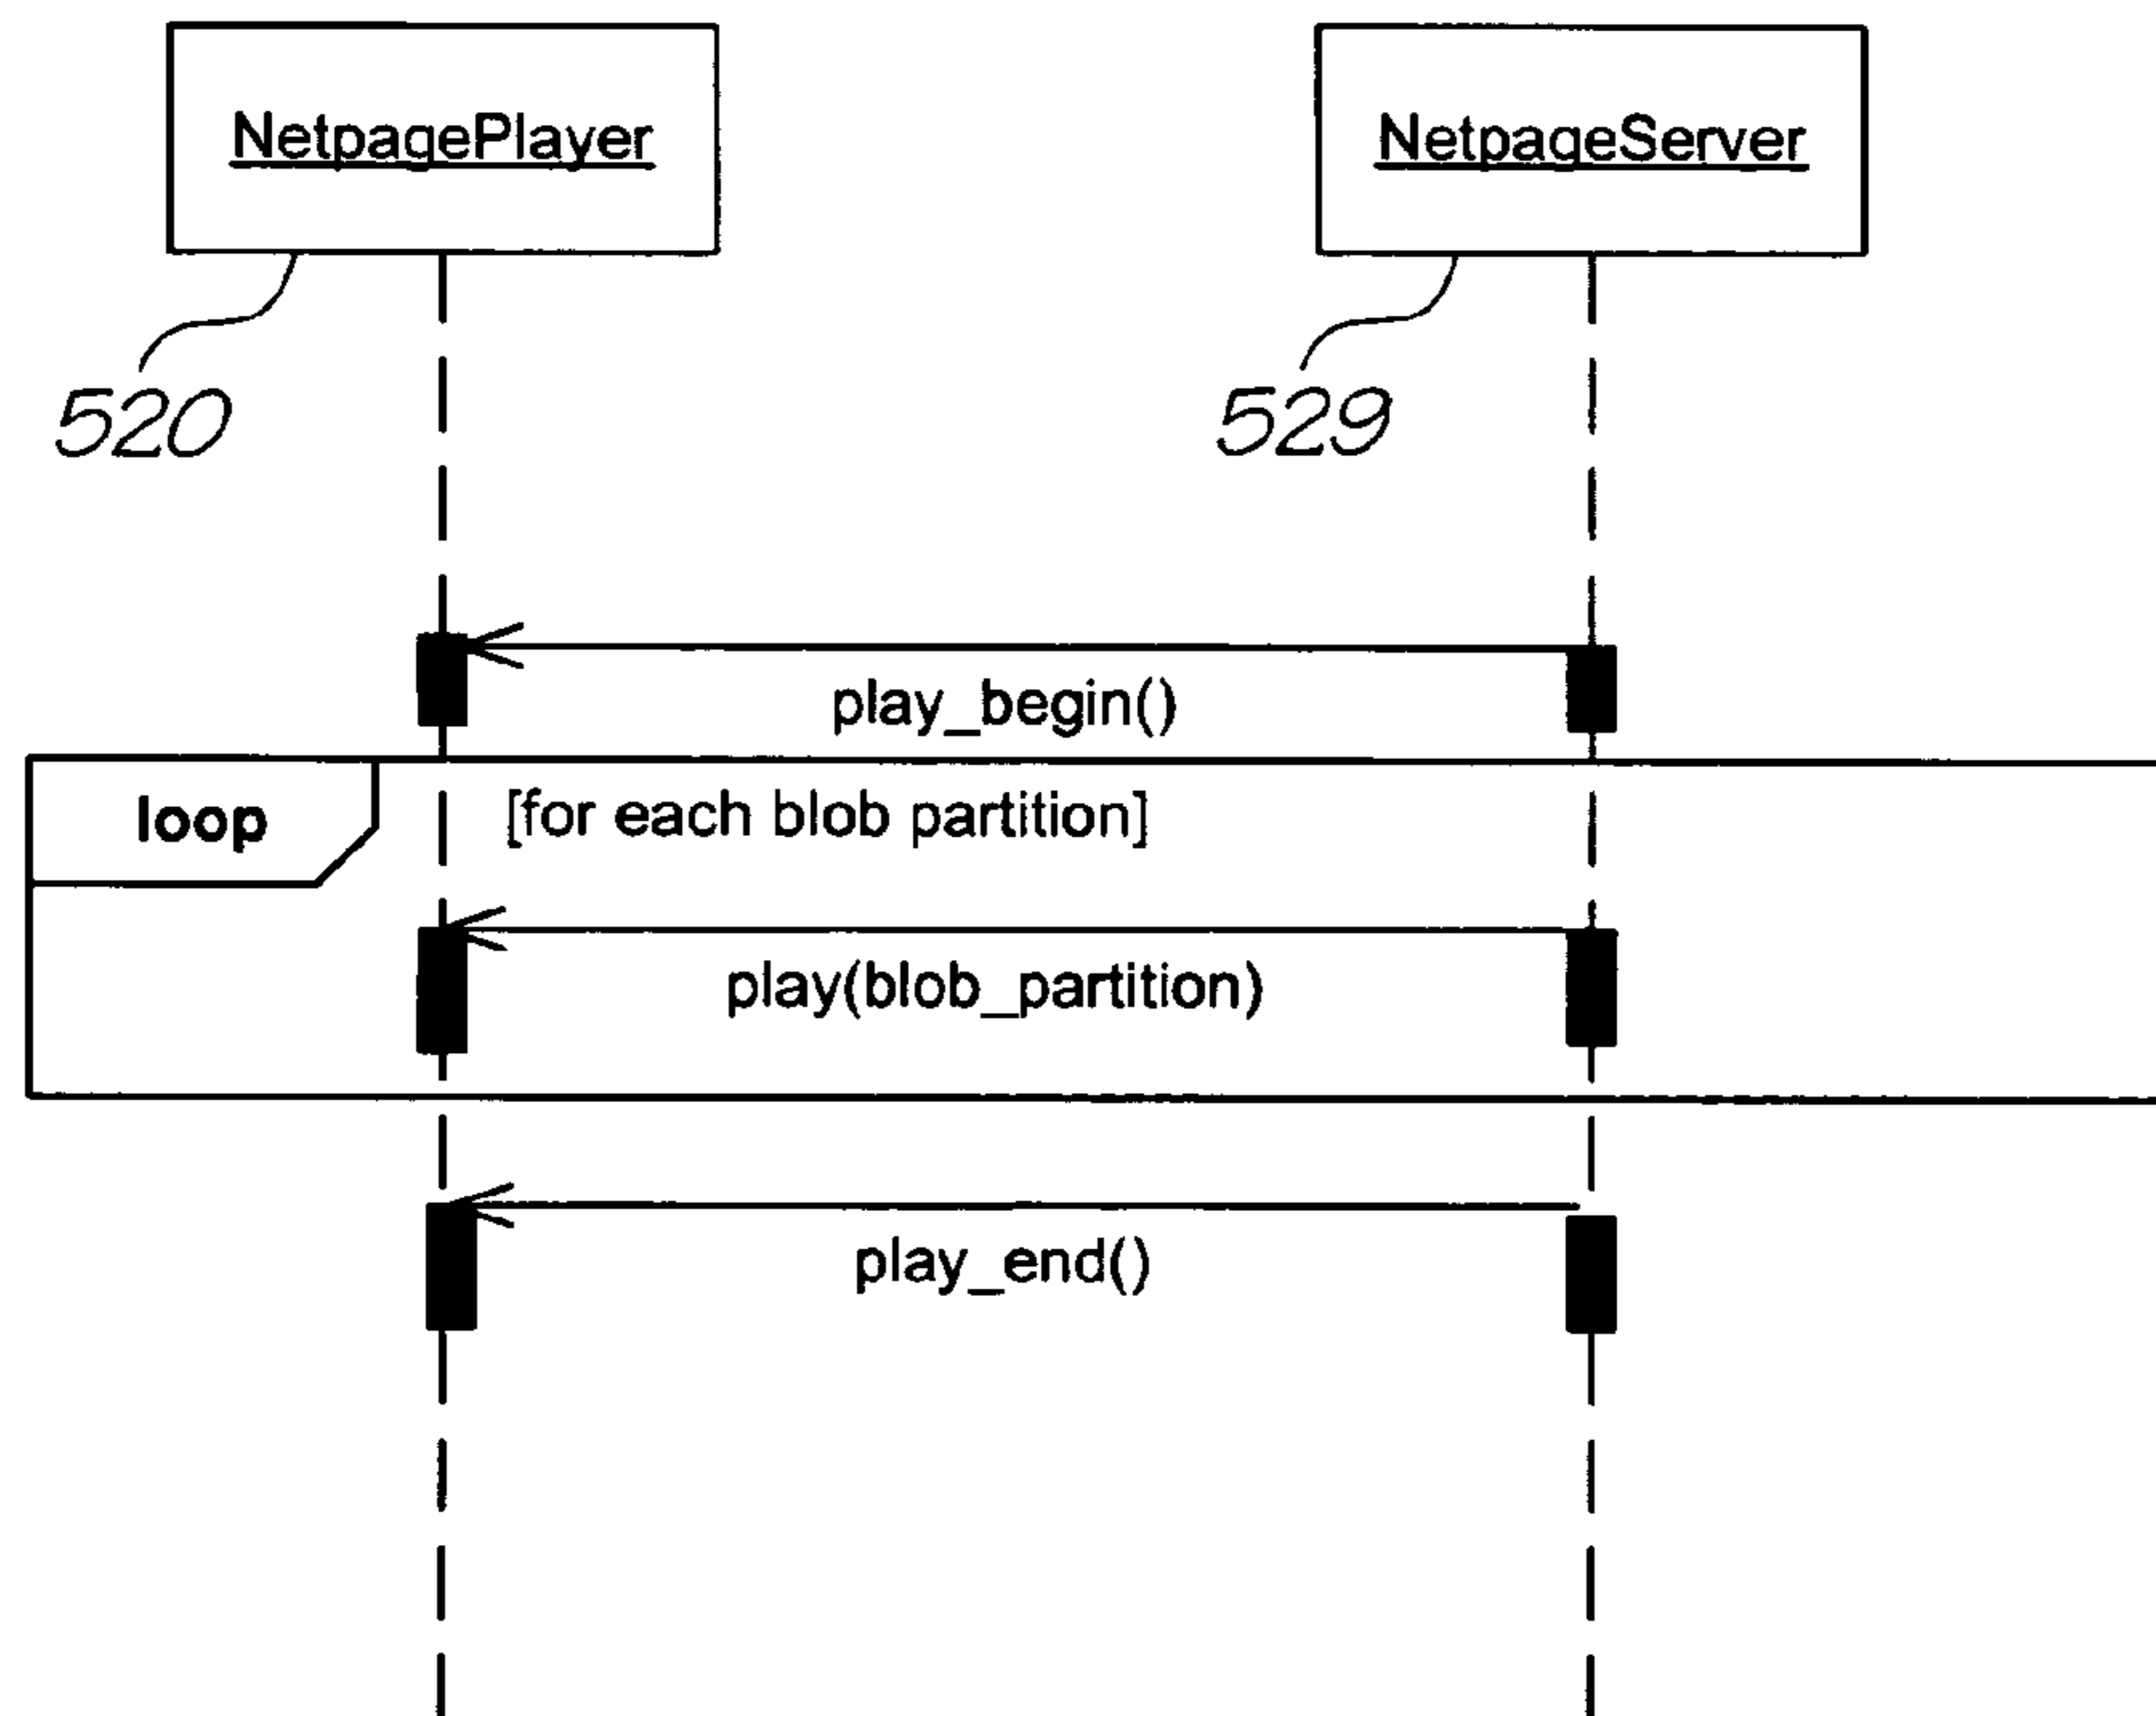 NetpagePlayer
NetpageServer
520
529
play_begin()
loop
[for each blob partition]
play(blob_partition)
play_end()